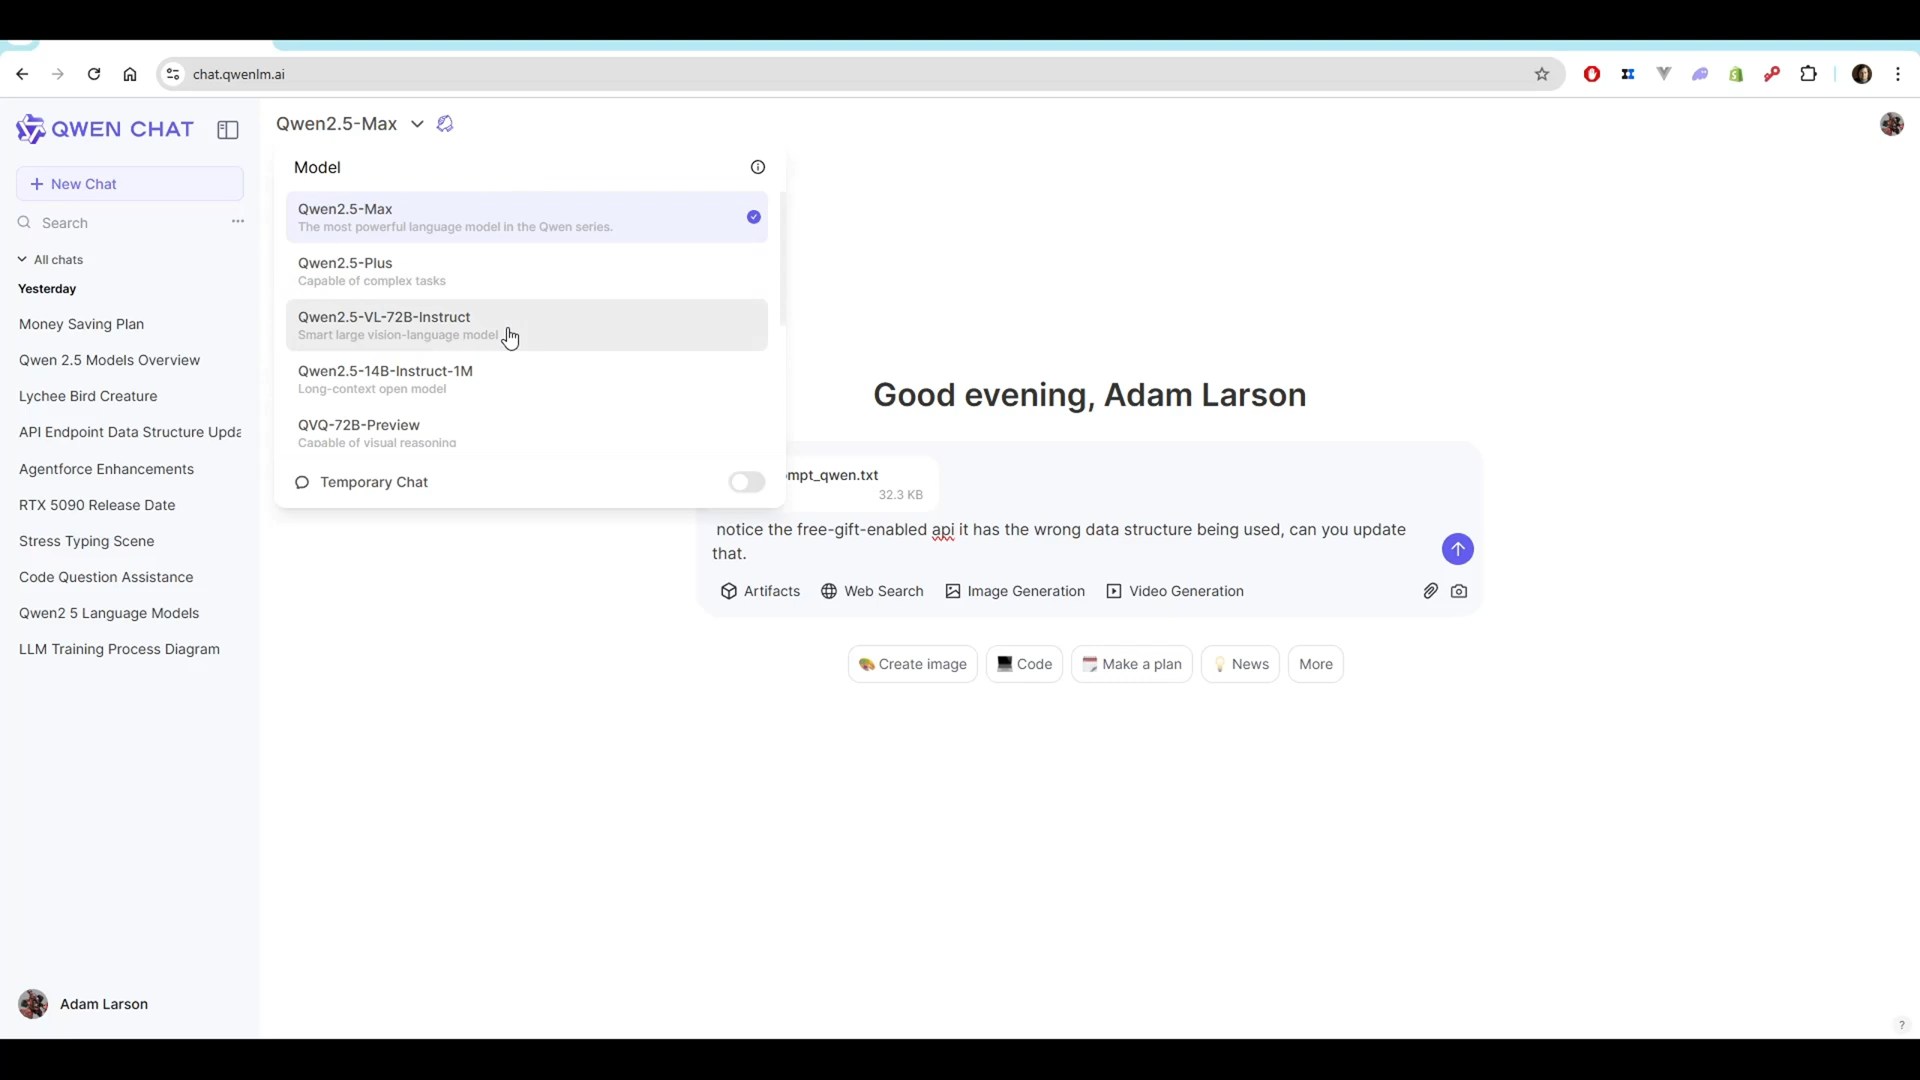 chat.qwenlm.ai
QWEN CHAT
New Chat
Search
All chats
Yesterday
Money Saving Plan
Qwen 2.5 Models Overview
Lychee Bird Creature
API Endpoint Data Structure Upda
Agentforce Enhancements
RTX 5090 Release Date
Stress Typing Scene
Code Question Assistance
Qwen2 5 Language Models
LLM Training Process Diagram
Adam Larson
Qwen2.5-Max
Model
Qwen2.5-Max
The most powerful language model in the Qwen series.
Qwen2.5-Plus
Capable of complex tasks
Qwen2.5-VL-72B-Instruct
Smart large vision-language model
Qwen2.5-14B-Instruct-1M
Long-context open model
QVQ-72B-Preview
Capable of visual reasoning
Temporary Chat
Good evening, Adam Larson
mpt_qwen.txt
32.3 KB
notice the free-gift-enabled api it has the wrong data structure being used, can you update
that.
Artifacts Web Search Image Generation Video Generation
Create image Code Make a plan News More
?